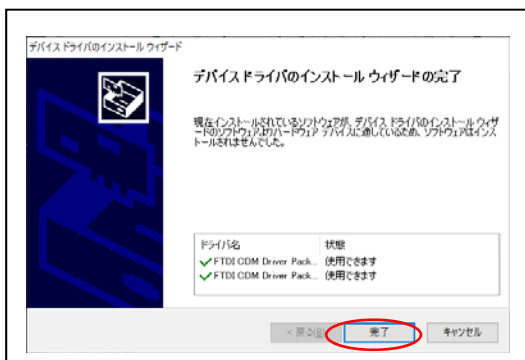 デバイス ドライバのインストール ウィザード
デバイス ドライバのインストール ウィザードの完了
現在インストールされているソフトウェアが、デバイス ドライバのインストール ウィザ
ードのソフトウェアよりハードウェア デバイスに適しているため、ソフトウェアはインス
トールされませんでした。
ドライバ名 状態
FTDI CDM Driver Pack... 使用できます
FTDI CDM Driver Pack... 使用できます
< 戻る(B) 完了 キャンセル